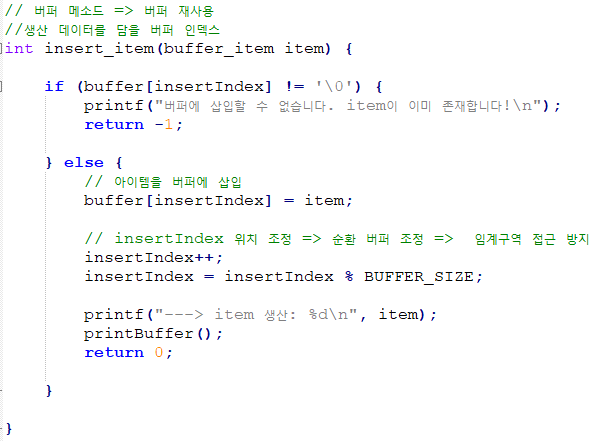 // 버퍼 메소드 => 버퍼 재사용
//생산 데이터를 담을 버퍼 인덱스
int insert_item(buffer_item item) {
if (buffer[insertIndex] != '\0') {
printf("버퍼에 삽입할 수 없습니다. item이 이미 존재합니다!\n");
return -1;
} else {
// 아이템을 버퍼에 삽입
buffer[insertIndex] = item;
// insertIndex 위치 조정 => 순환 버퍼 조정 =>  임계구역 접근 방지
insertIndex++;
insertIndex = insertIndex % BUFFER_SIZE;
printf("---> item 생산: %d\n", item);
printBuffer();
return 0;
}
}